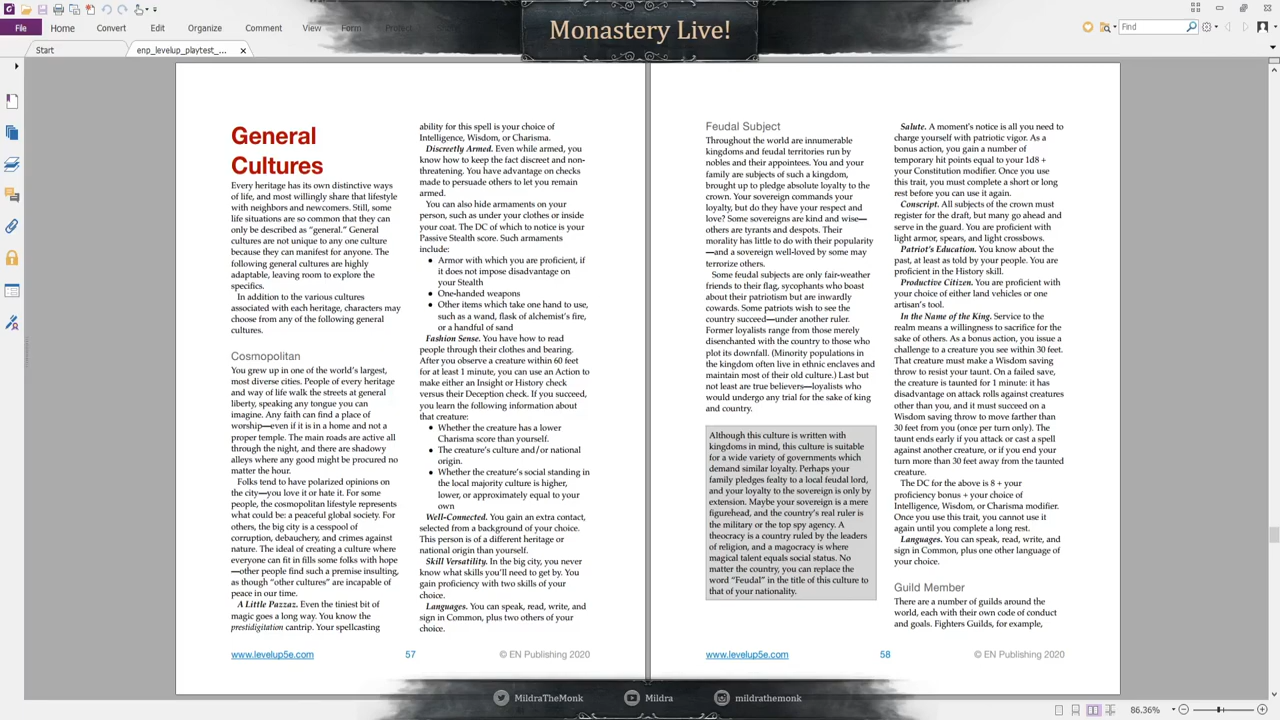 Monastery Live!
File
Home
Convert
Edit
Organize
Comment
View
Form
Protect
Find
Start
enp_levelup_playtest_...
General
Cultures
Every heritage has its own distinctive ways
of life, and most willingly share that lifestyle
with neighbors and newcomers. Still, some
life situations are so common that they can
only be described as “general.” General
cultures are not unique to any one culture
because they can manifest for anyone. The
following general cultures are highly
adaptable, leaving room to explore the
specifics.
In addition to the various cultures
associated with each heritage, characters may
choose from any of the following general
cultures.
Cosmopolitan
You grew up in one of the world’s largest,
most diverse cities. People of every heritage
and way of life walk the streets at general
liberty, speaking any tongue you can
imagine. Any faith can find a place of
worship—even if it is in a home and not a
proper temple. The main roads are active all
through the night, and there are shadowy
alleys where any good might be procured no
matter the hour.
Folks tend to have polarized opinions on
the city—you love it or hate it. For some
people, the cosmopolitan lifestyle represents
what could be: a peaceful global society. For
others, the big city is a cesspool of
corruption, debauchery, and crimes against
nature. The ideal of creating a culture where
everyone can fit in fills some folks with hope
—other people find such a premise insulting,
as though “other cultures” are incapable of
peace in our time.
A Little Pazzaz. Even the tiniest bit of
magic goes a long way. You know the
prestidigitation cantrip. Your spellcasting
ability for this spell is your choice of
Intelligence, Wisdom, or Charisma.
Discreetly Armed. Even while armed, you
know how to keep the fact discreet and non-
threatening. You have advantage on checks
made to persuade others to let you remain
armed.
You can also hide armaments on your
person, such as under your clothes or inside
your coat. The DC of which to notice is your
Passive Stealth score. Such armaments
include:
● Armor with which you are proficient, if
it does not impose disadvantage on
your Stealth
● One-handed weapons
● Other items which take one hand to use,
such as a wand, flask of alchemist’s fire,
or a handful of sand
Fashion Sense. You have how to read
people through their clothes and bearing.
After you observe a creature within 60 feet
for at least 1 minute, you can use an Action to
make either an Insight or History check
versus their Deception check. If you succeed,
you learn the following information about
that creature:
● Whether the creature has a lower
Charisma score than yourself.
● The creature’s culture and/or national
origin.
● Whether the creature’s social standing in
the local majority culture is higher,
lower, or approximately equal to your
own
Well-Connected. You gain an extra contact,
selected from a background of your choice.
This person is of a different heritage or
national origin than yourself.
Skill Versatility. In the big city, you never
know what skills you’ll need to get by. You
gain proficiency with two skills of your
choice.
Languages. You can speak, read, write, and
sign in Common, plus two others of your
choice.
www.levelup5e.com
57
© EN Publishing 2020
Feudal Subject
Throughout the world are innumerable
kingdoms and feudal territories run by
nobles and their appointees. You and your
family are subjects of such a kingdom,
brought up to pledge absolute loyalty to the
crown. Your sovereign commands your
loyalty, but do they have your respect and
love? Some sovereigns are kind and wise—
others are tyrants and despots. Their
morality has little to do with their popularity
—and a sovereign well-loved by some may
terrorize others.
Some feudal subjects are only fair-weather
friends to their flag, sycophants who boast
about their patriotism but are inwardly
cowards. Some patriots wish to see the
country succeed—under another ruler.
Former loyalists range from those merely
disenchanted with the country to those who
plot its downfall. (Minority populations in
the kingdom often live in ethnic enclaves and
maintain most of their old culture.) Last but
not least are true believers—loyalists who
would undergo any trial for the sake of king
and country.
Although this culture is written with
kingdoms in mind, this culture is suitable
for a wide variety of governments which
demand similar loyalty. Perhaps your
family pledges fealty to a local feudal lord,
and your loyalty to the sovereign is only by
extension. Maybe your sovereign is a mere
figurehead, and the country’s real ruler is
the military or the top spy agency. A
theocracy is a country ruled by the leaders
of religion, and a magocracy is where
magical talent equals social status. No
matter the country, you can replace the
word “Feudal” in the title of this culture to
that of your nationality.
Salute. A moment’s notice is all you need to
charge yourself with patriotic vigor. As a
bonus action, you gain a number of
temporary hit points equal to your 1d8 +
your Constitution modifier. Once you use
this trait, you must complete a short or long
rest before you can use it again.
Conscript. All subjects of the crown must
register for the draft, but many go ahead and
serve in the guard. You are proficient with
light armor, spears, and light crossbows.
Patriot’s Education. You know about the
past, at least as told by your people. You are
proficient in the History skill.
Productive Citizen. You are proficient with
your choice of either land vehicles or one
artisan’s tool.
In the Name of the King. Service to the
realm means a willingness to sacrifice for the
sake of others. As a bonus action, you issue a
challenge to a creature you see within 30 feet.
That creature must make a Wisdom saving
throw to resist your taunt. On a failed save,
the creature is taunted for 1 minute: it has
disadvantage on attack rolls against creatures
other than you, and it must succeed on a
Wisdom saving throw to move farther than
30 feet from you (once per turn only). The
taunt ends early if you attack or cast a spell
against another creature, or if you end your
turn more than 30 feet away from the taunted
creature.
The DC for the above is 8 + your
proficiency bonus + your choice of
Intelligence, Wisdom, or Charisma modifier.
Once you use this trait, you cannot use it
again until you complete a long rest.
Languages. You can speak, read, write, and
sign in Common, plus one other language of
your choice.
Guild Member
There are a number of guilds around the
world, each with their own code of conduct
and goals. Fighters Guilds, for example,
www.levelup5e.com
58
© EN Publishing 2020
MildraTheMonk
Mildra
mildrathemonk
86.36%